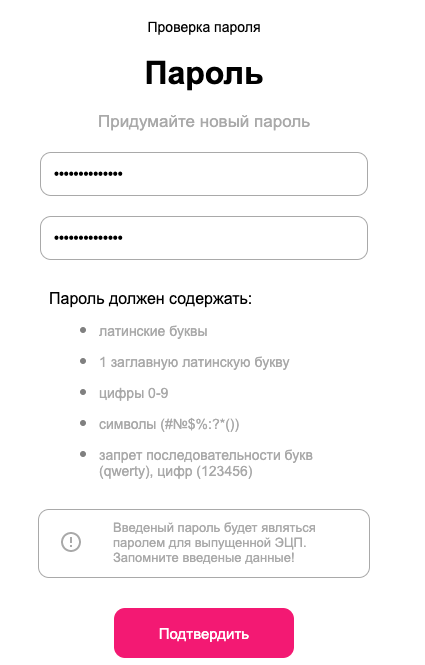 Проверка пароля
Пароль
Придумайте новый пароль
••••••••••••••
••••••••••••••
Пароль должен содержать:
• латинские буквы
• 1 заглавную латинскую букву
• цифры 0-9
• символы (#№$%:?*())
• запрет последовательности букв
(qwerty), цифр (123456)
Введеный пароль будет являться
паролем для выпущенной ЭЦП.
Запомните введеные данные!
Подтвердить